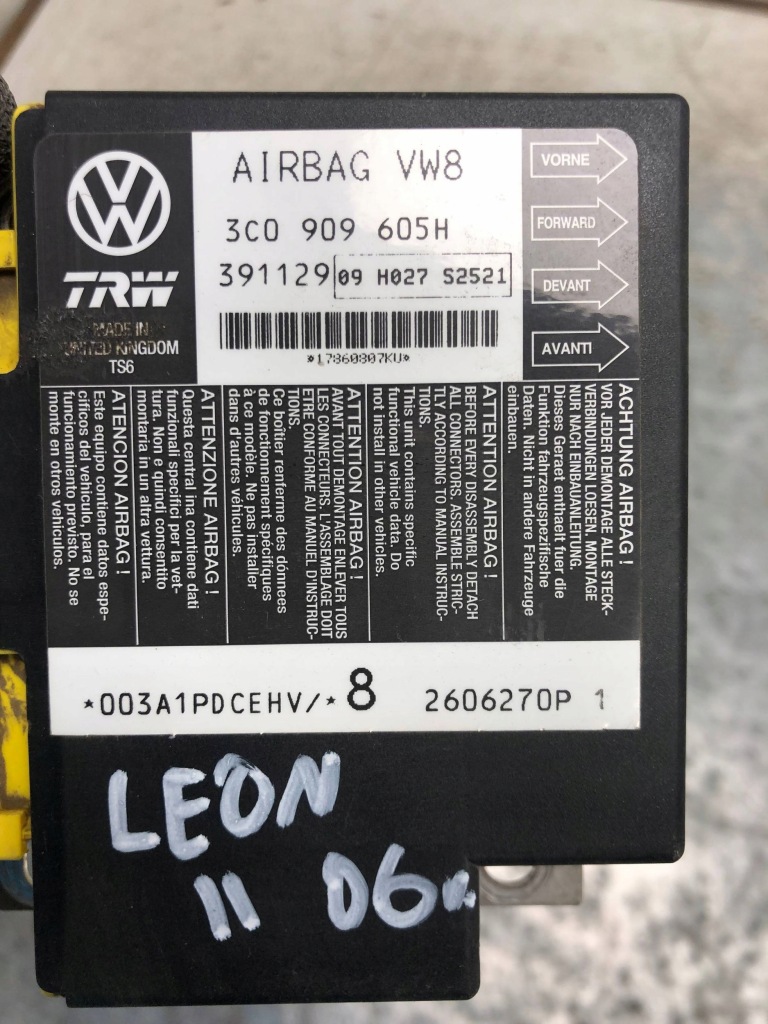 AIRBAG VW8
VORNE
3C0 909 605H
FORWARD
391129 09 H027 S2521
DEVANT
TRW
MADE IN
UNITED KINGDOM
TS6
*17360807KU*
AVANTI
ACHTUNG AIRBAG !
VOR JEDER DEMONTAGE ALLE STECK-
VERBINDUNGEN LOESEN. MONTAGE
NUR NACH EINBAUANLEITUNG.
Dieses Geraet enthaelt fuer die
Funktion fahrzeugspezifische
Daten. Nicht in andere Fahrzeuge
einbauen.
ATTENTION AIRBAG !
BEFORE EVERY DISASSEMBLY DETACH
ALL CONNECTORS. ASSEMBLE STRIC-
TLY ACCORDING TO MANUAL INSTRUC-
TIONS.
This unit contains specific
functional vehicle data. Do
not install in other vehicles.
ATTENTION AIRBAG !
AVANT TOUT DEMONTAGE ENLEVER TOUS
LES CONNECTEURS. L'ASSEMBLAGE DOIT
ETRE CONFORME AU MANUEL D'INSTRUC-
TIONS.
Ce boîtier renferme des données
de fonctionnement spécifiques
à ce modèle. Ne pas installer
dans d'autres véhicules.
ATTENZIONE AIRBAG !
Questa central ina contiene dati
funzionali specifici per la vet-
tura. Non e quindi consentito
montaria in un altra vettura.
ATENCION AIRBAG !
Este equipo contiene datos espe-
cíficos del vehículo, para el
funcionamiento previsto. No se
monte en otros vehículos.
*003A1PDCEHV/* 8 2606270P 1
LEON
II 06